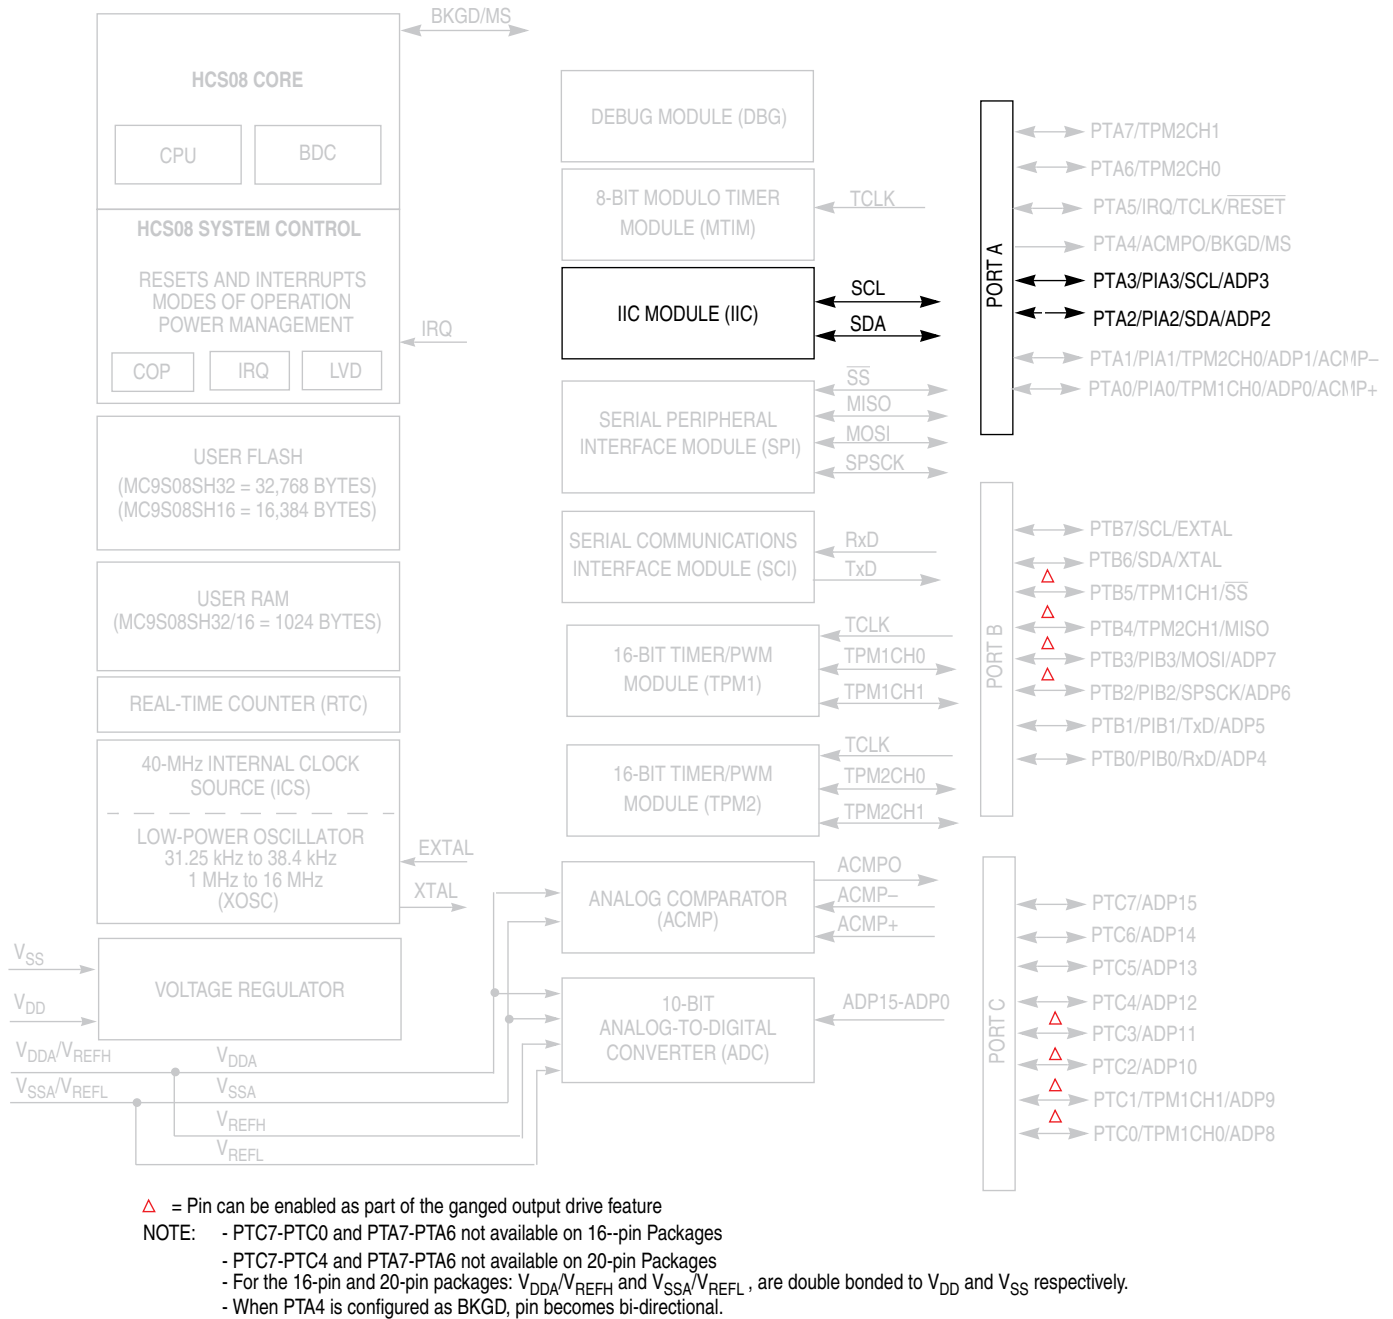 BKGD/MS
HCS08 CORE
CPU
BDC
HCS08 SYSTEM CONTROL
RESETS AND INTERRUPTS
MODES OF OPERATION
POWER MANAGEMENT
IRQ
COP
IRQ
LVD
USER FLASH
(MC9S08SH32 = 32,768 BYTES)
(MC9S08SH16 = 16,384 BYTES)
USER RAM
(MC9S08SH32/16 = 1024 BYTES)
REAL-TIME COUNTER (RTC)
40-MHz INTERNAL CLOCK
SOURCE (ICS)
LOW-POWER OSCILLATOR
31.25 kHz to 38.4 kHz
1 MHz to 16 MHz
(XOSC)
EXTAL
XTAL
VSS
VDD
VOLTAGE REGULATOR
VDDA/VREFH
VSSA/VREFL
VDDA
VSSA
VREFH
VREFL
DEBUG MODULE (DBG)
8-BIT MODULO TIMER
MODULE (MTIM)
TCLK
IIC MODULE (IIC)
SCL
SDA
SERIAL PERIPHERAL
INTERFACE MODULE (SPI)
SS
MISO
MOSI
SPSCK
SERIAL COMMUNICATIONS
INTERFACE MODULE (SCI)
RxD
TxD
16-BIT TIMER/PWM
MODULE (TPM1)
TCLK
TPM1CH0
TPM1CH1
16-BIT TIMER/PWM
MODULE (TPM2)
TCLK
TPM2CH0
TPM2CH1
ANALOG COMPARATOR
(ACMP)
ACMPO
ACMP–
ACMP+
10-BIT
ANALOG-TO-DIGITAL
CONVERTER (ADC)
ADP15-ADP0
PORT A
PTA7/TPM2CH1
PTA6/TPM2CH0
PTA5/IRQ/TCLK/RESET
PTA4/ACMPO/BKGD/MS
PTA3/PIA3/SCL/ADP3
PTA2/PIA2/SDA/ADP2
PTA1/PIA1/TPM2CH0/ADP1/ACMP–
PTA0/PIA0/TPM1CH0/ADP0/ACMP+
PORT B
PTB7/SCL/EXTAL
PTB6/SDA/XTAL
PTB5/TPM1CH1/SS
PTB4/TPM2CH1/MISO
PTB3/PIB3/MOSI/ADP7
PTB2/PIB2/SPSCK/ADP6
PTB1/PIB1/TxD/ADP5
PTB0/PIB0/RxD/ADP4
PORT C
PTC7/ADP15
PTC6/ADP14
PTC5/ADP13
PTC4/ADP12
PTC3/ADP11
PTC2/ADP10
PTC1/TPM1CH1/ADP9
PTC0/TPM1CH0/ADP8
Δ = Pin can be enabled as part of the ganged output drive feature
NOTE: - PTC7-PTC0 and PTA7-PTA6 not available on 16--pin Packages
- PTC7-PTC4 and PTA7-PTA6 not available on 20-pin Packages
- For the 16-pin and 20-pin packages: VDDA/VREFH and VSSA/VREFL , are double bonded to VDD and VSS respectively.
- When PTA4 is configured as BKGD, pin becomes bi-directional.